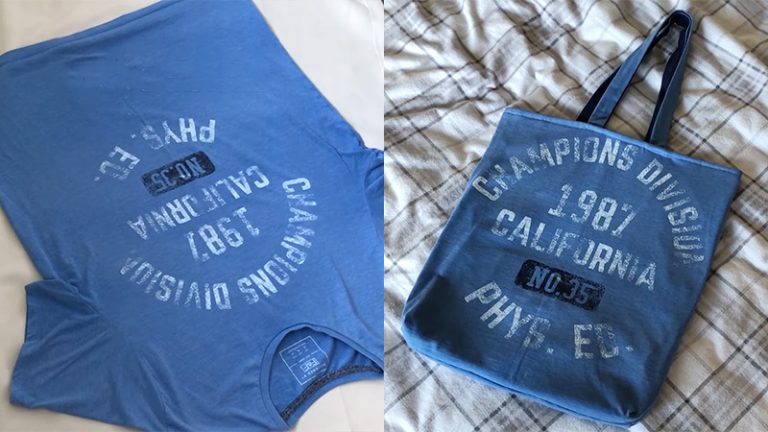 CHAMPIONS DIVISION
1987
CALIFORNIA
NO.35
PHYS. ED.
CHAMPIONS DIVISION
1987
CALIFORNIA
NO.35
PHYS. ED.